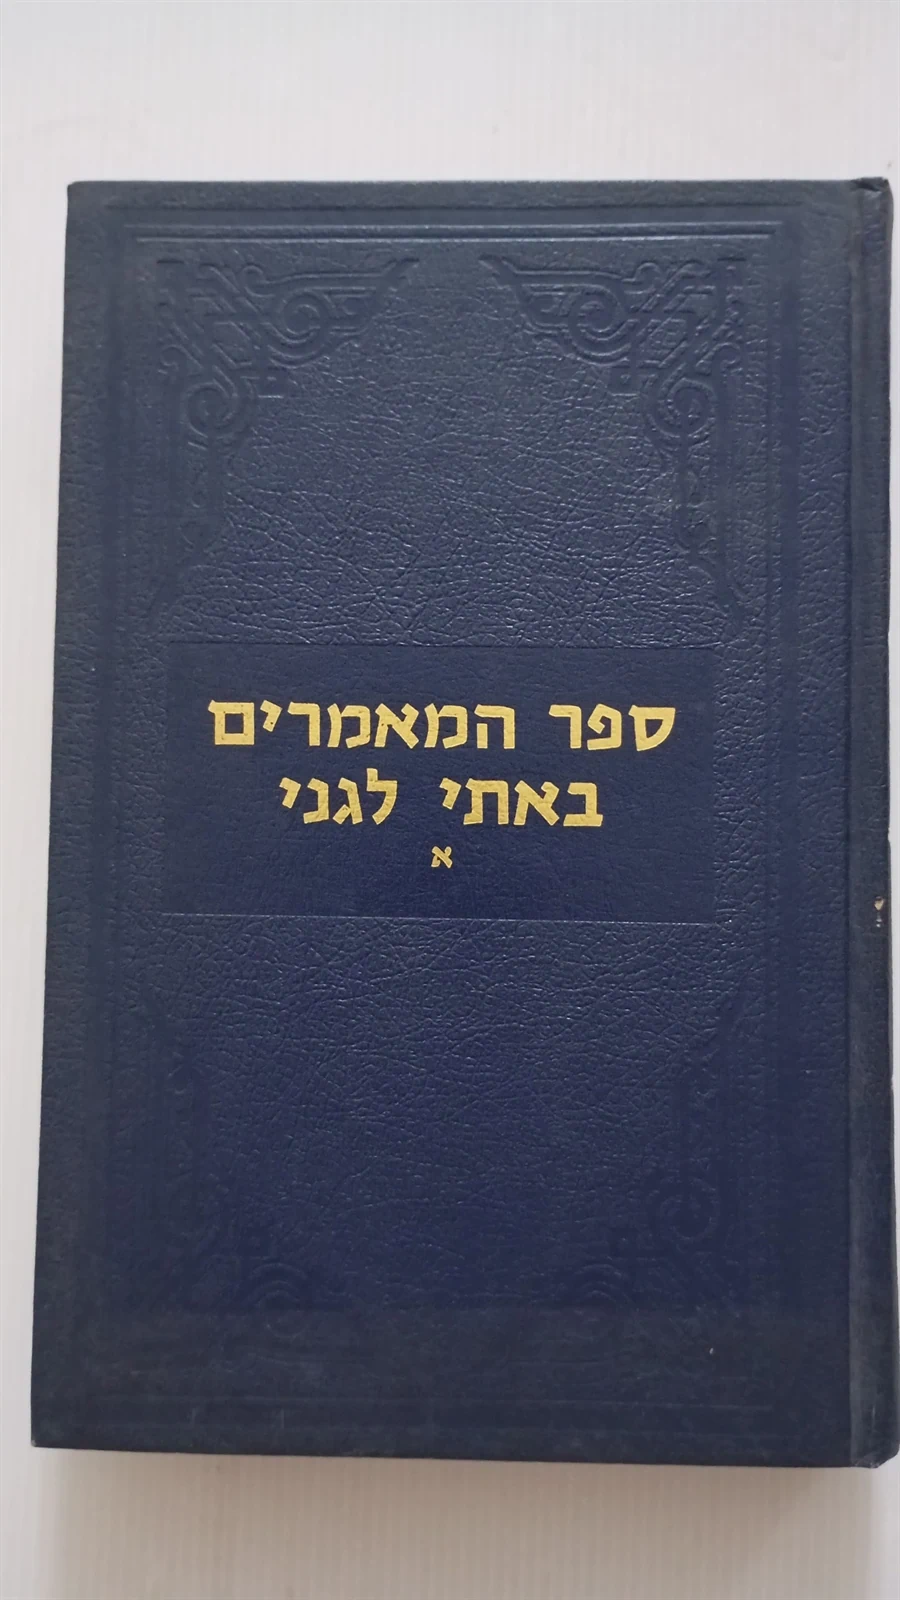 ספר המאמרים
באתי לגני
א